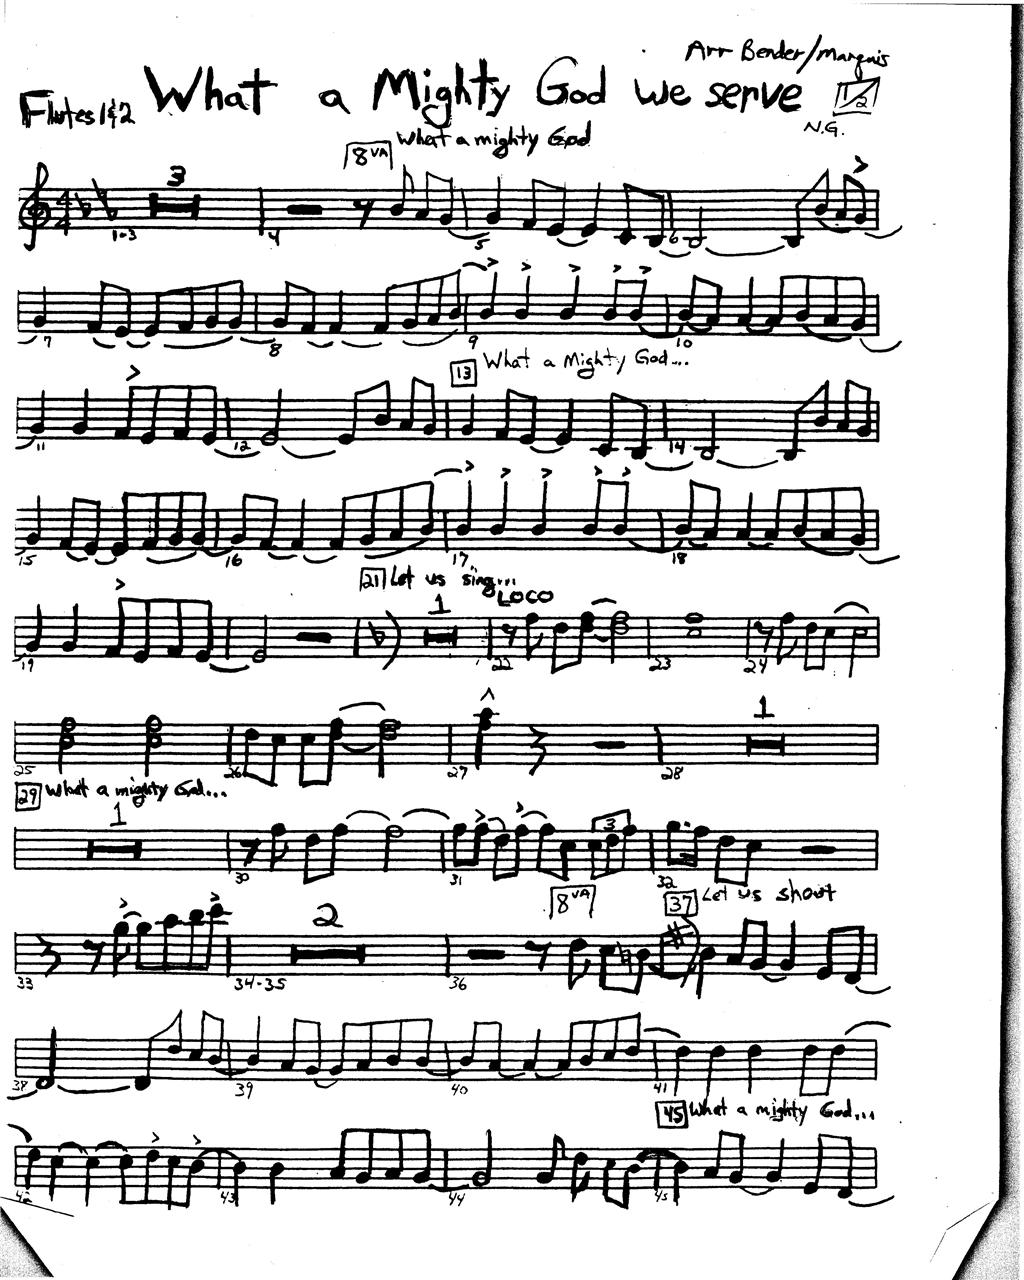 Arr Bender/Marquis
Flutes 1&2 What a Mighty God we serve 1/2
N.G.
8VA What a mighty God
3
1-3 4 5 6
7 8 9 10
13 What a Mighty God...
11 12 14
15 16 17 18
21 Let us sing...
1 LOCO
19 22 23 24
1
25 26 27 28
29 What a mighty God...
1
3
30 31 32
8VA 37 Let us shout
2
33 34-35 36
38 39 40 41
45 What a mighty God...
42 43 44 45